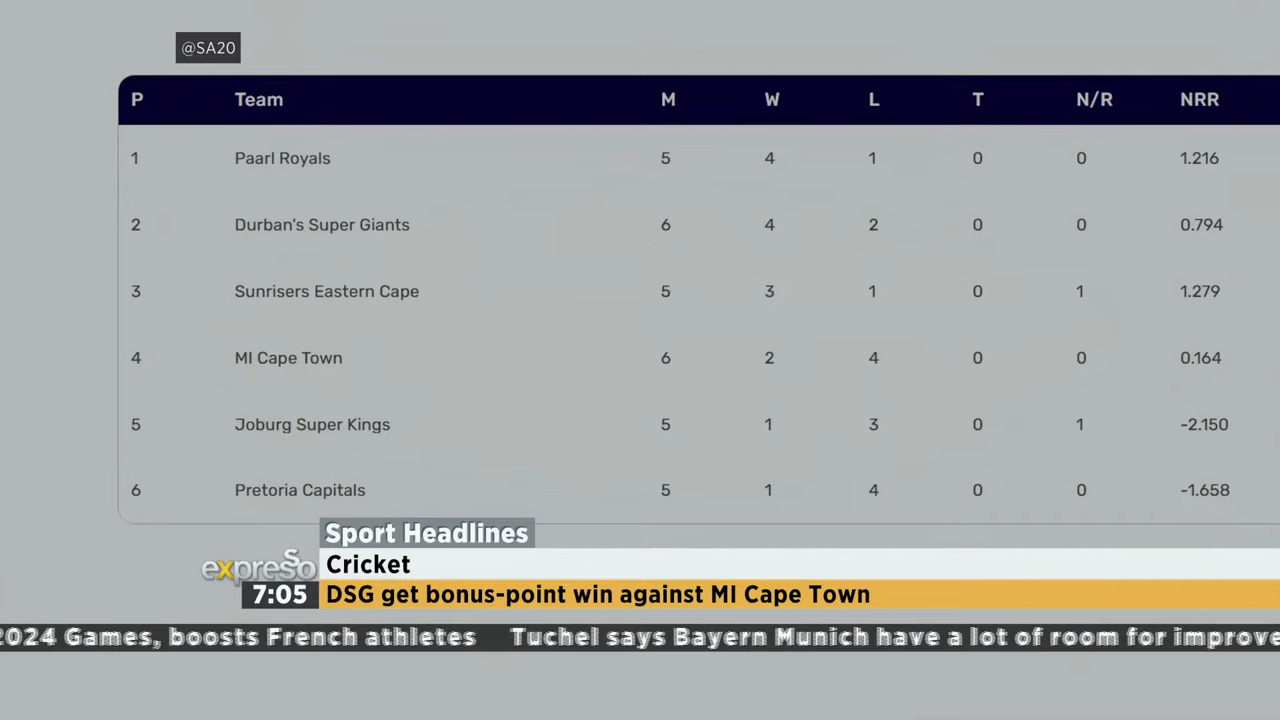 @SA20
P Team M W L T N/R NRR
1 Paarl Royals 5 4 1 0 0 1.216
2 Durban's Super Giants 6 4 2 0 0 0.794
3 Sunrisers Eastern Cape 5 3 1 0 1 1.279
4 MI Cape Town 6 2 4 0 0 0.164
5 Joburg Super Kings 5 1 3 0 1 -2.150
6 Pretoria Capitals 5 1 4 0 0 -1.658
Sport Headlines
expresso
Cricket
7:05
DSG get bonus-point win against MI Cape Town
2024 Games, boosts French athletes Tuchel says Bayern Munich have a lot of room for improve